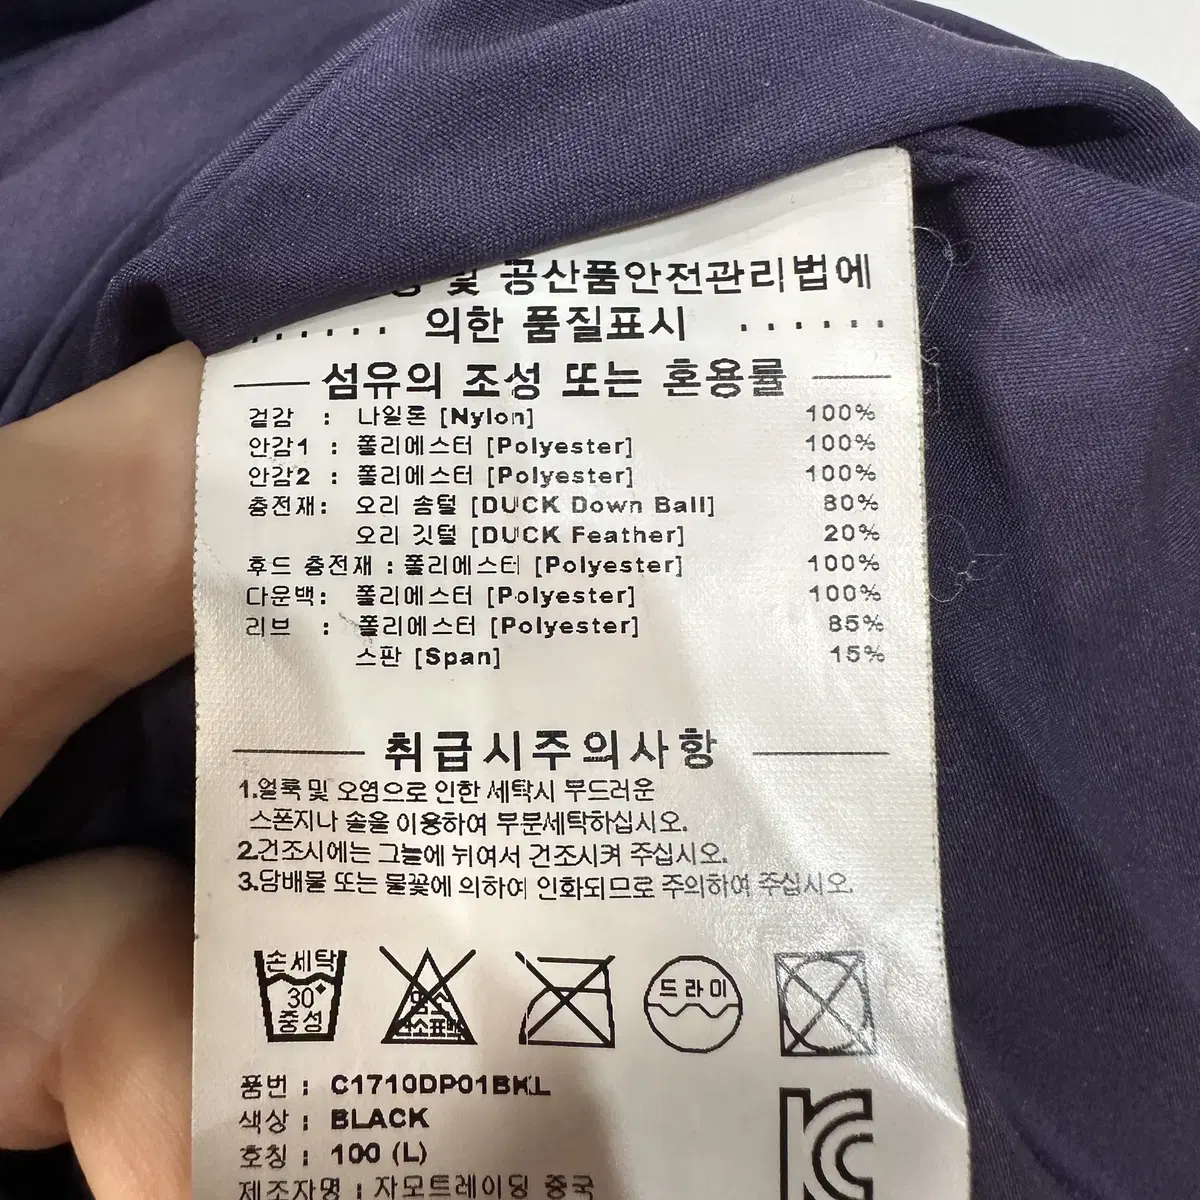 및 공산품안전관리법에
의한 품질표시
섬유의 조성 또는 혼용률
겉감 : 나일론 [Nylon] 100%
안감1 : 폴리에스터 [Polyester] 100%
안감2 : 폴리에스터 [Polyester] 100%
충전재: 오리 솜털 [DUCK Down Ball] 80%
오리 깃털 [DUCK Feather] 20%
후드 충전재 : 폴리에스터 [Polyester] 100%
다운백: 폴리에스터 [Polyester] 100%
리브 : 폴리에스터 [Polyester] 85%
스판 [Span] 15%
취급시주의사항
1.얼룩 및 오염으로 인한 세탁시 부드러운
스폰지나 솔을 이용하여 부분세탁하십시오.
2.건조시에는 그늘에 뉘여서 건조시켜 주십시오.
3.담배불 또는 불꽃에 의하여 인화되므로 주의하여 주십시오.
손세탁
30°
중성
드라이
품번 : C1710DP01BKL
색상 : BLACK
호칭 : 100 (L)
제조자명 : 자모트레이딩 중국